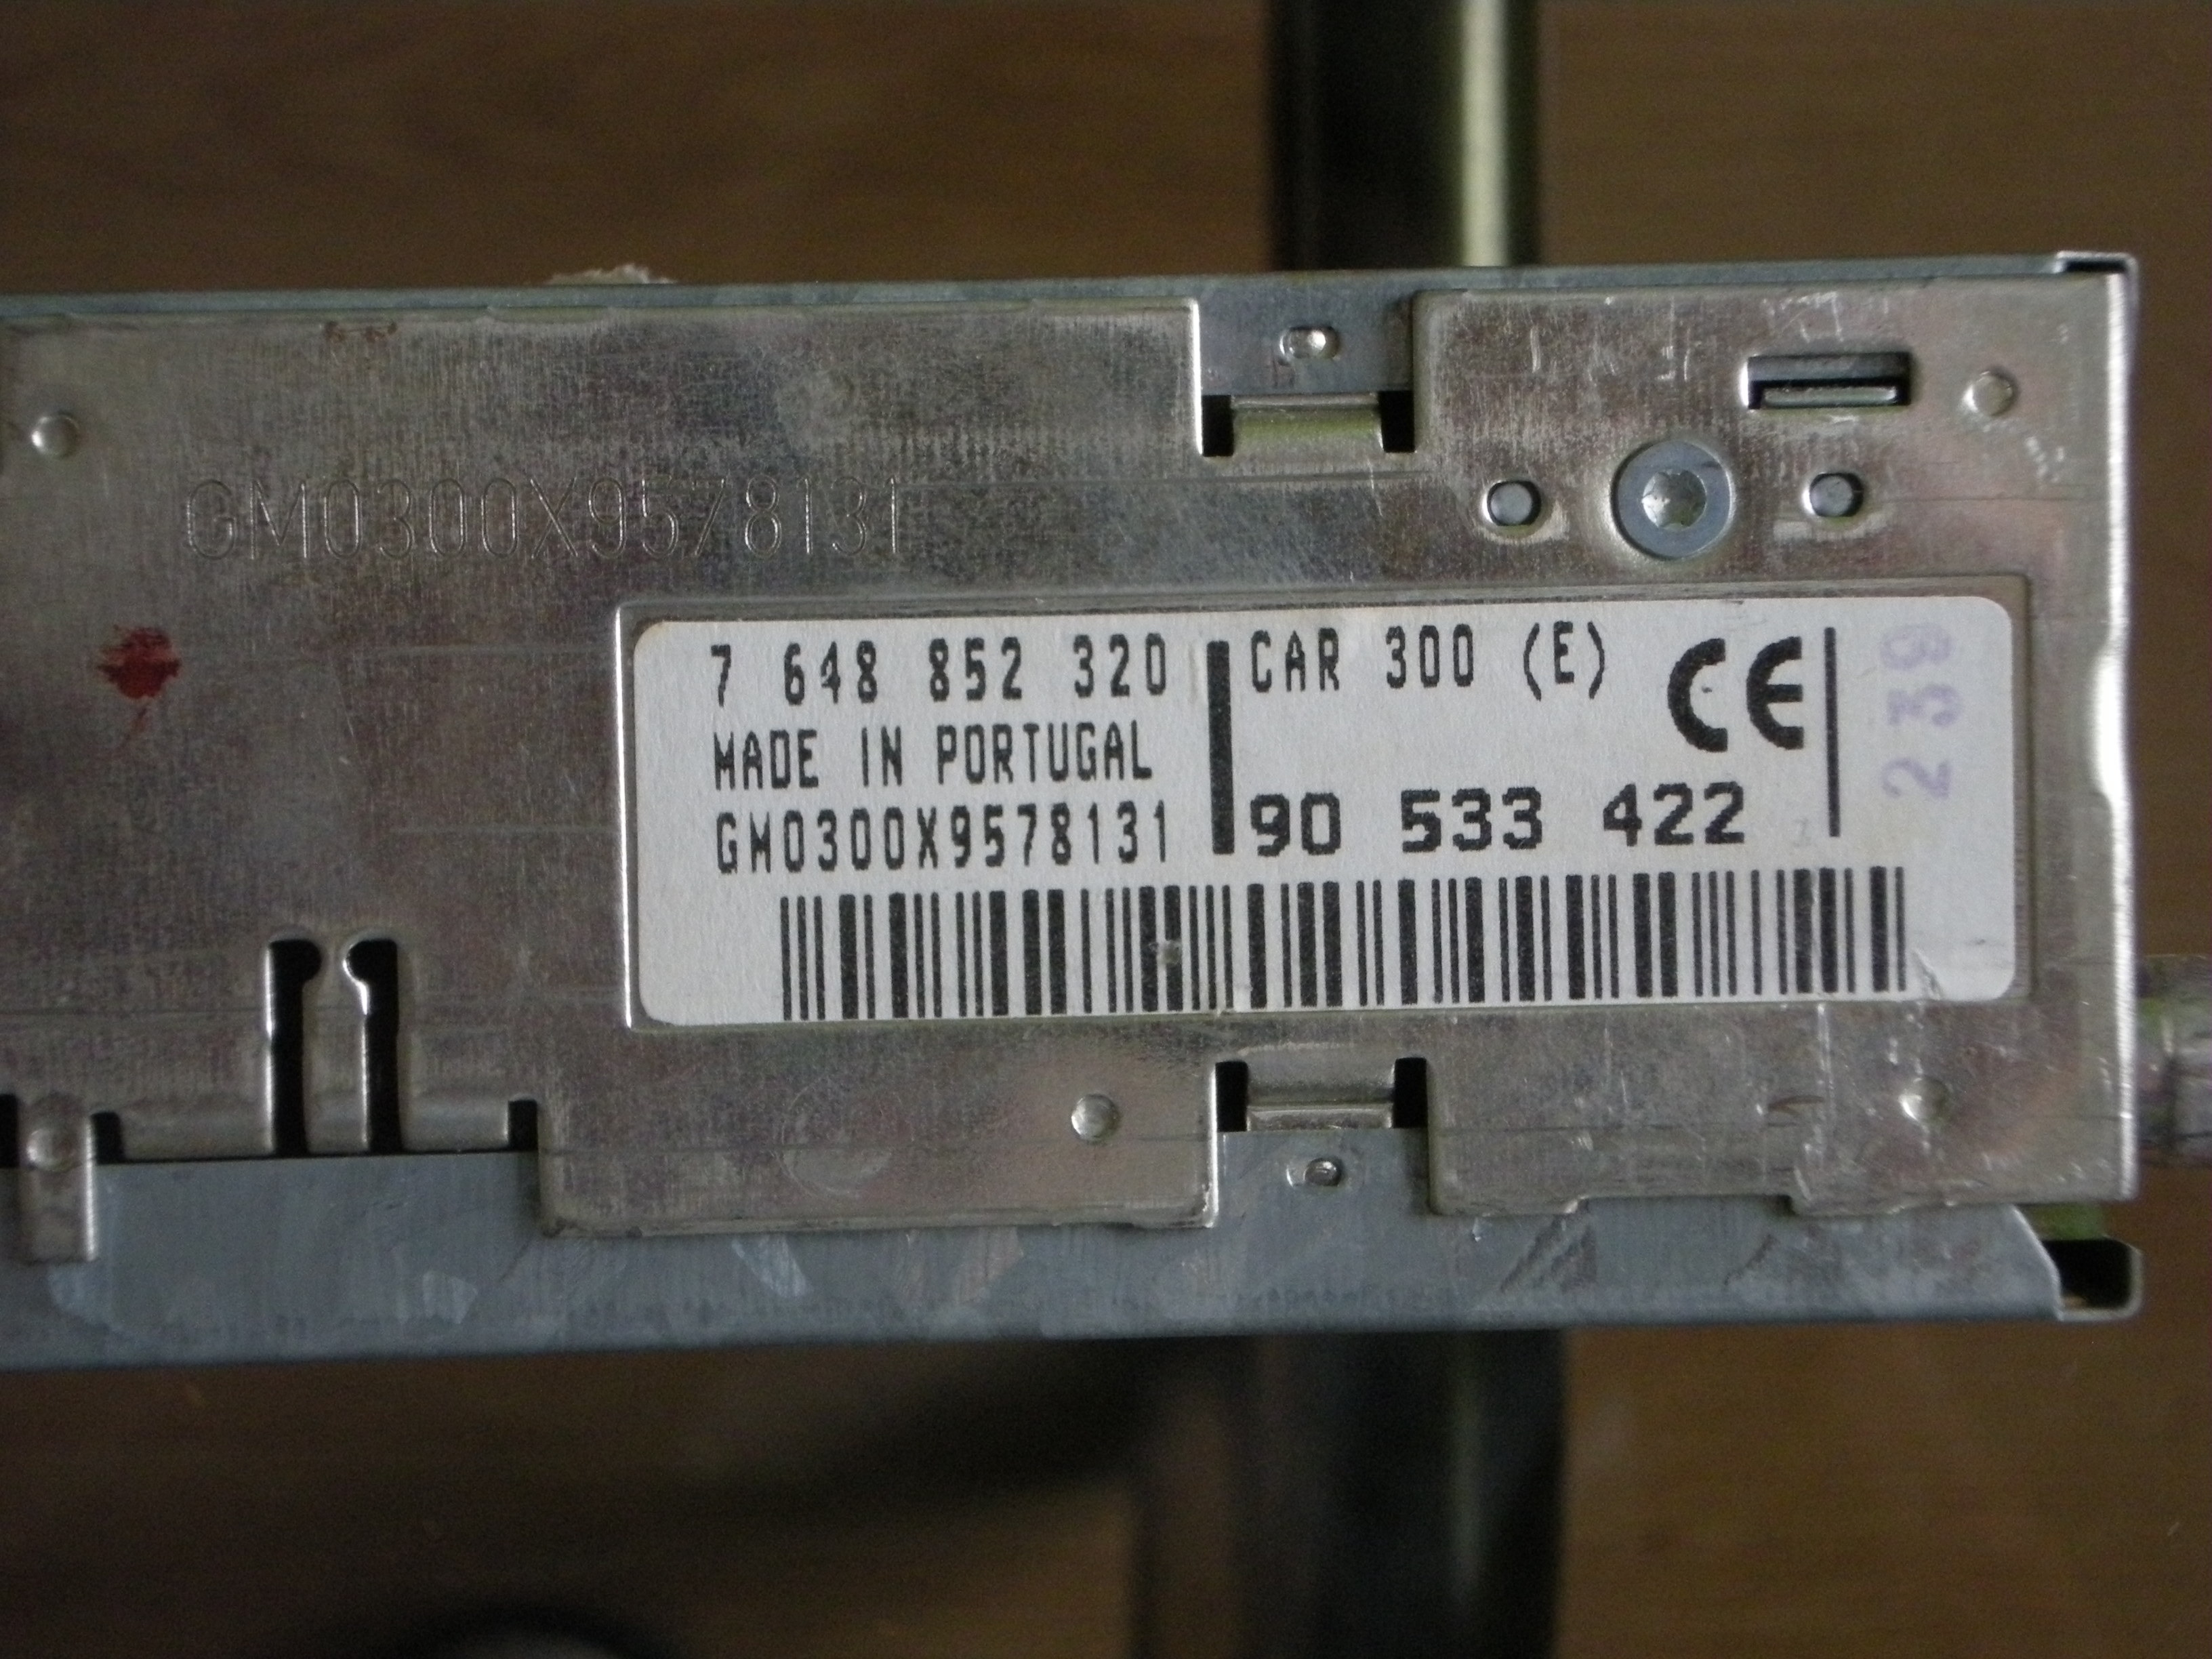 GM0300X9578131
7 648 852 320
MADE IN PORTUGAL
GM0300X9578131
CAR 300 (E)
CE
90 533 422
239